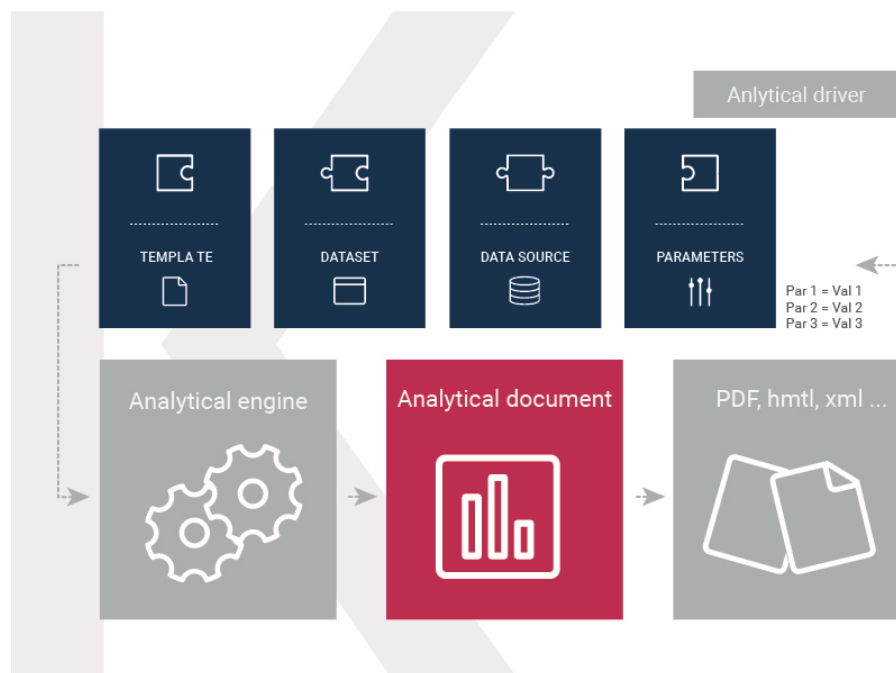 Anlytical driver
TEMPLA TE
DATASET
DATA SOURCE
PARAMETERS
Par 1 = Val 1
Par 2 = Val 2
Par 3 = Val 3
Analytical engine
Analytical document
PDF, hmtl, xml ...